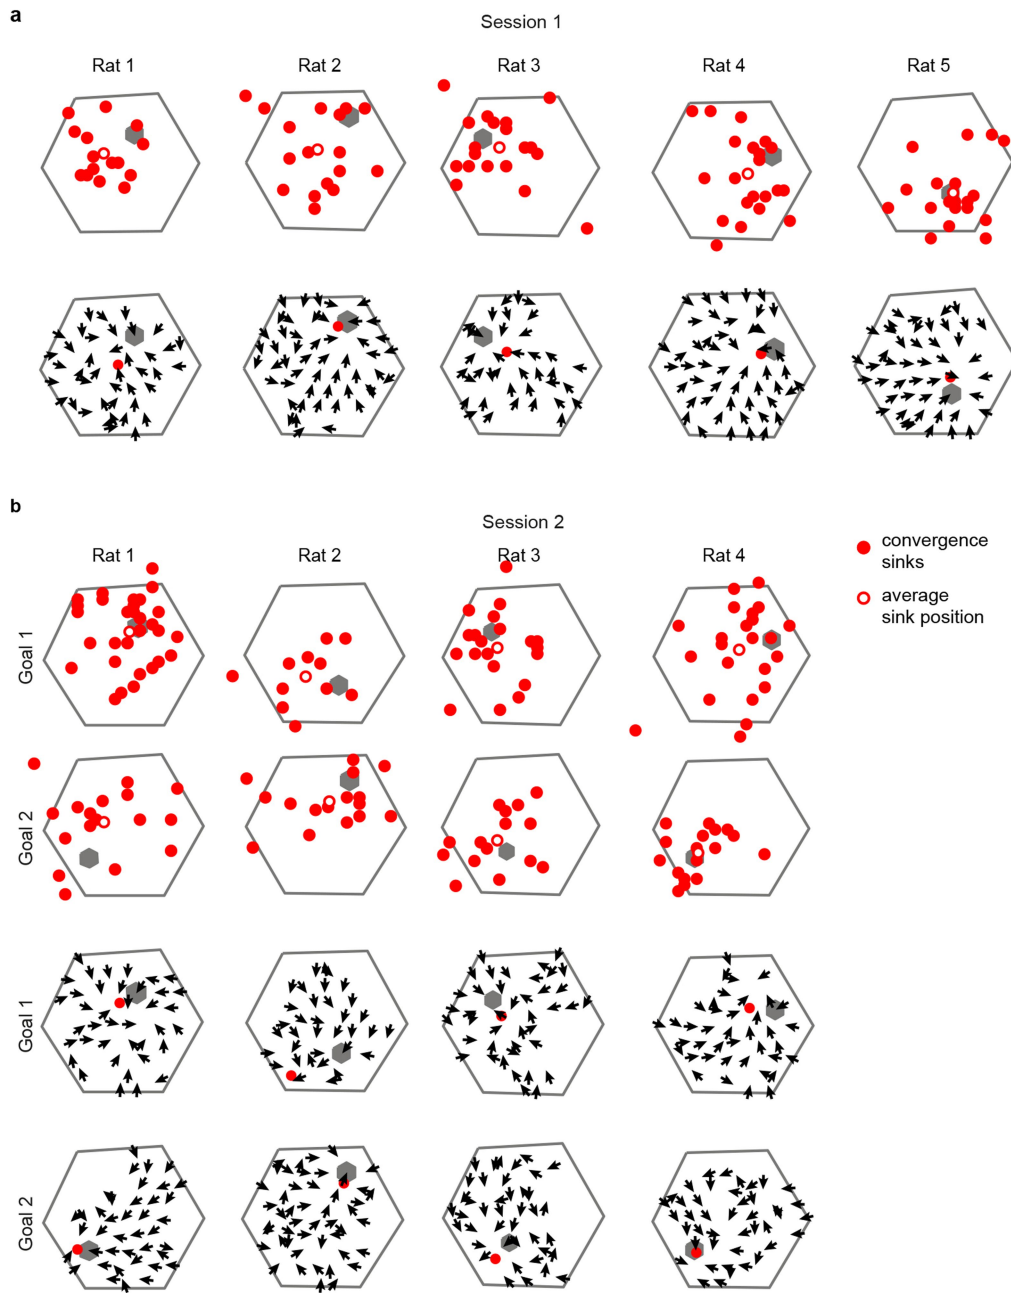 a
Session 1
Rat 1
Rat 2
Rat 3
Rat 4
Rat 5
b
Session 2
Rat 1
Rat 2
Rat 3
Rat 4
convergence
sinks
average
sink position
Goal 1
Goal 2
Goal 1
Goal 2